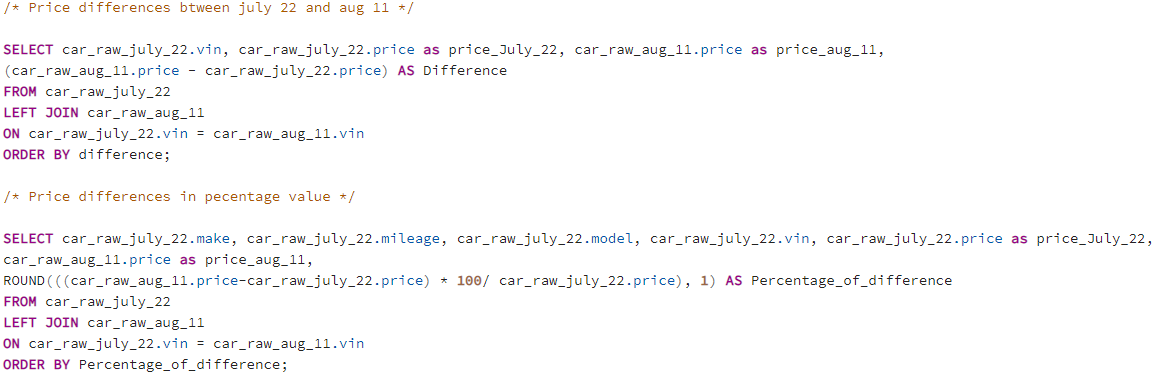 /* Price differences btween july 22 and aug 11 */
SELECT car_raw_july_22.vin, car_raw_july_22.price as price_July_22, car_raw_aug_11.price as price_aug_11,
(car_raw_aug_11.price - car_raw_july_22.price) AS Difference
FROM car_raw_july_22
LEFT JOIN car_raw_aug_11
ON car_raw_july_22.vin = car_raw_aug_11.vin
ORDER BY difference;
/* Price differences in pecentage value */
SELECT car_raw_july_22.make, car_raw_july_22.mileage, car_raw_july_22.model, car_raw_july_22.vin, car_raw_july_22.price as price_July_22,
car_raw_aug_11.price as price_aug_11,
ROUND(((car_raw_aug_11.price-car_raw_july_22.price) * 100/ car_raw_july_22.price), 1) AS Percentage_of_difference
FROM car_raw_july_22
LEFT JOIN car_raw_aug_11
ON car_raw_july_22.vin = car_raw_aug_11.vin
ORDER BY Percentage_of_difference;